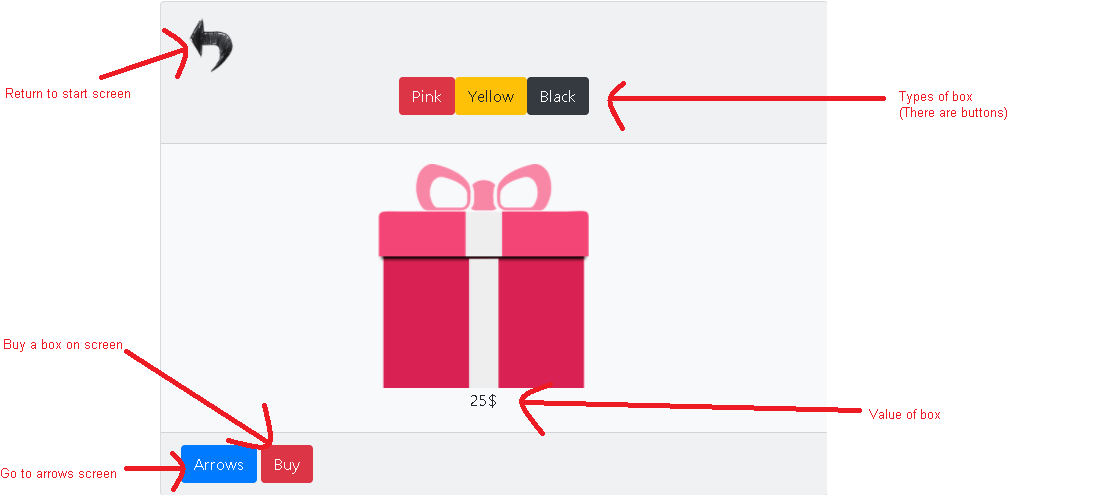 Return to start screen
Pink Yellow Black
Types of box
(There are buttons)
Buy a box on screen
25$
Value of box
Arrows Buy
Go to arrows screen